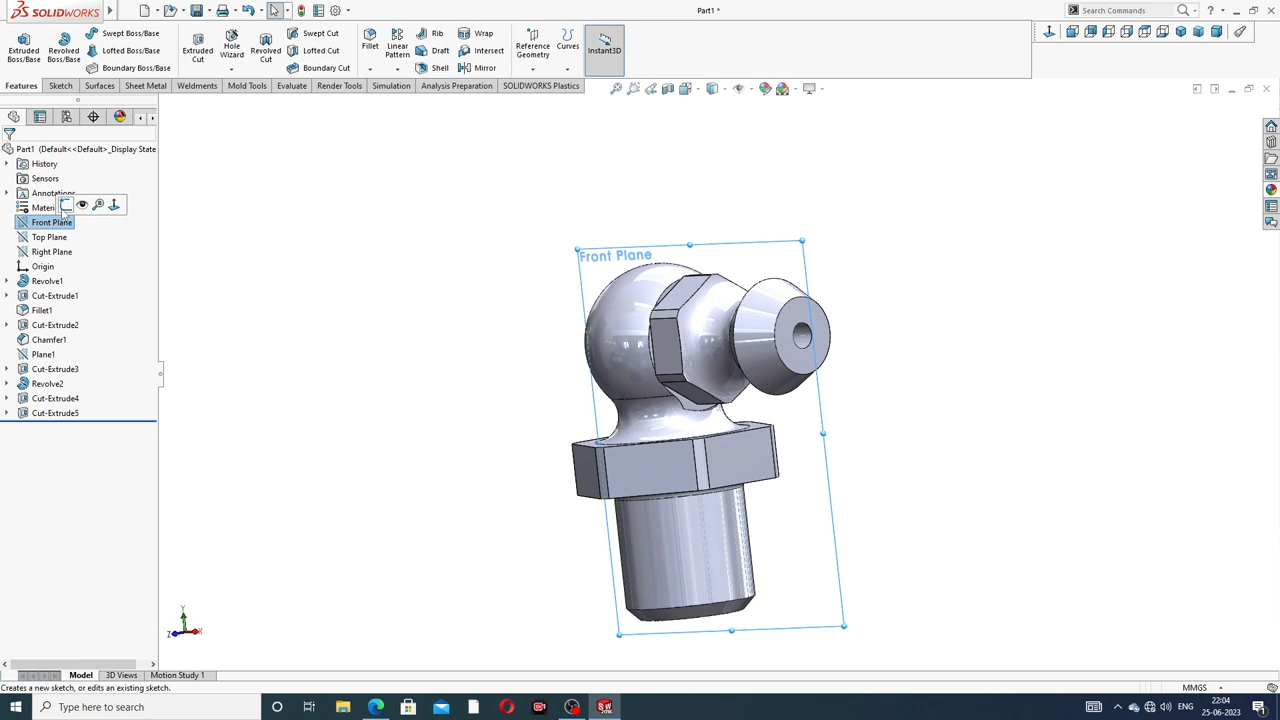 SOLIDWORKS
Part1 *
Search Commands
Extruded Boss/Base
Revolved Boss/Base
Swept Boss/Base
Lofted Boss/Base
Boundary Boss/Base
Extruded Cut
Hole Wizard
Revolved Cut
Swept Cut
Lofted Cut
Boundary Cut
Fillet
Linear Pattern
Rib
Draft
Shell
Wrap
Intersect
Mirror
Reference Geometry
Curves
Instant3D
Features
Sketch
Surfaces
Sheet Metal
Weldments
Mold Tools
Evaluate
Render Tools
Simulation
Analysis Preparation
SOLIDWORKS Plastics
Part1 (Default<<Default>_Display State
History
Sensors
Annotations
Materi
Front Plane
Top Plane
Right Plane
Origin
Revolve1
Cut-Extrude1
Fillet1
Cut-Extrude2
Chamfer1
Plane1
Cut-Extrude3
Revolve2
Cut-Extrude4
Cut-Extrude5
Front Plane
Y
X
Z
Model
3D Views
Motion Study 1
Creates a new sketch, or edits an existing sketch.
MMGS
Type here to search
ENG
22:04
25-06-2023